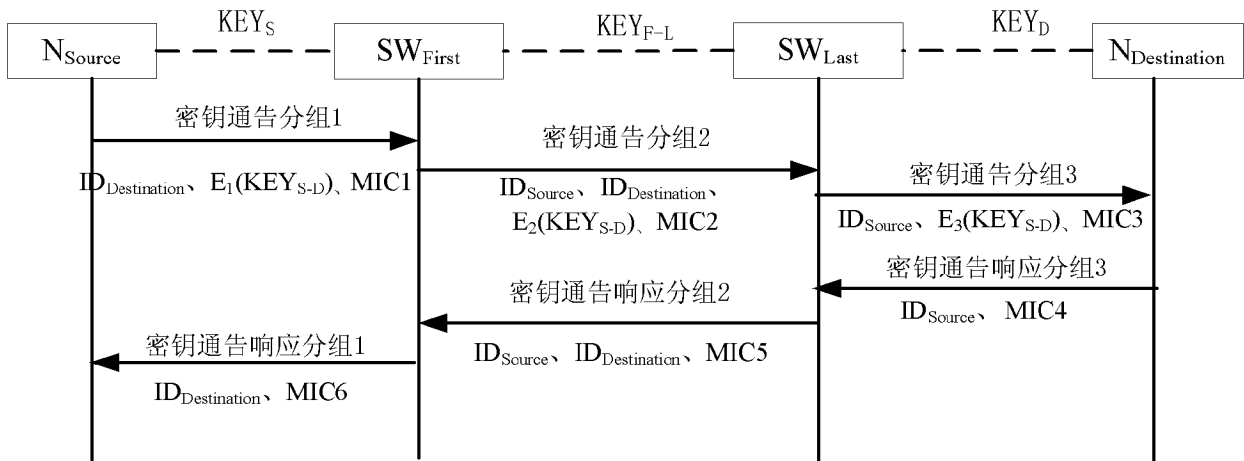 KEY_S KEY_F-L KEY_D
N_Source SW_First SW_Last N_Destination
密钥通告分组1
ID_Destination、E_1(KEY_S-D)、MIC1
密钥通告分组2
ID_Source、ID_Destination、
E_2(KEY_S-D)、MIC2
密钥通告分组3
ID_Source、E_3(KEY_S-D)、MIC3
密钥通告响应分组3
ID_Source、MIC4
密钥通告响应分组2
ID_Source、ID_Destination、MIC5
密钥通告响应分组1
ID_Destination、MIC6